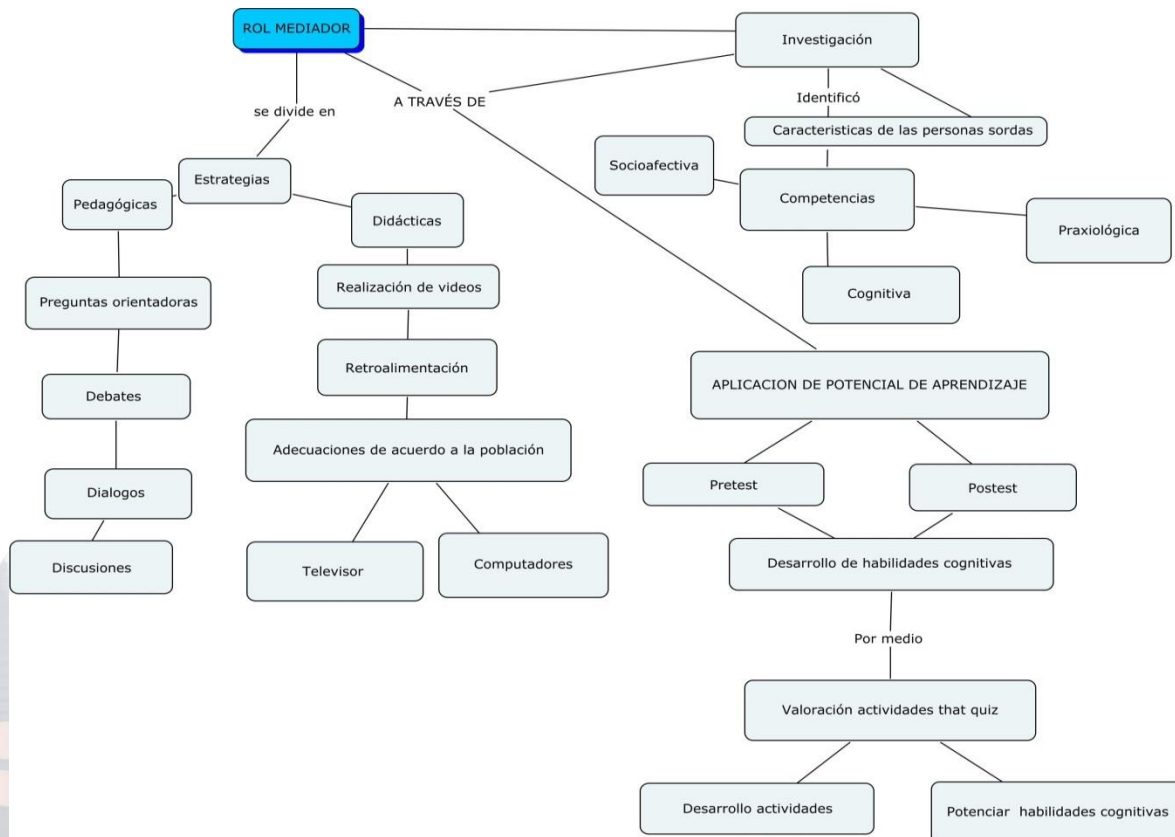 ROL MEDIADOR
Investigación
se divide en
A TRAVÉS DE
Identificó
Caracteristicas de las personas sordas
Socioafectiva
Competencias
Praxiológica
Cognitiva
Estrategias
Pedagógicas
Didácticas
Preguntas orientadoras
Realización de videos
Debates
Retroalimentación
Dialogos
Adecuaciones de acuerdo a la población
Discusiones
Televisor
Computadores
APLICACION DE POTENCIAL DE APRENDIZAJE
Pretest
Postest
Desarrollo de habilidades cognitivas
Por medio
Valoración actividades that quiz
Desarrollo actividades
Potenciar habilidades cognitivas